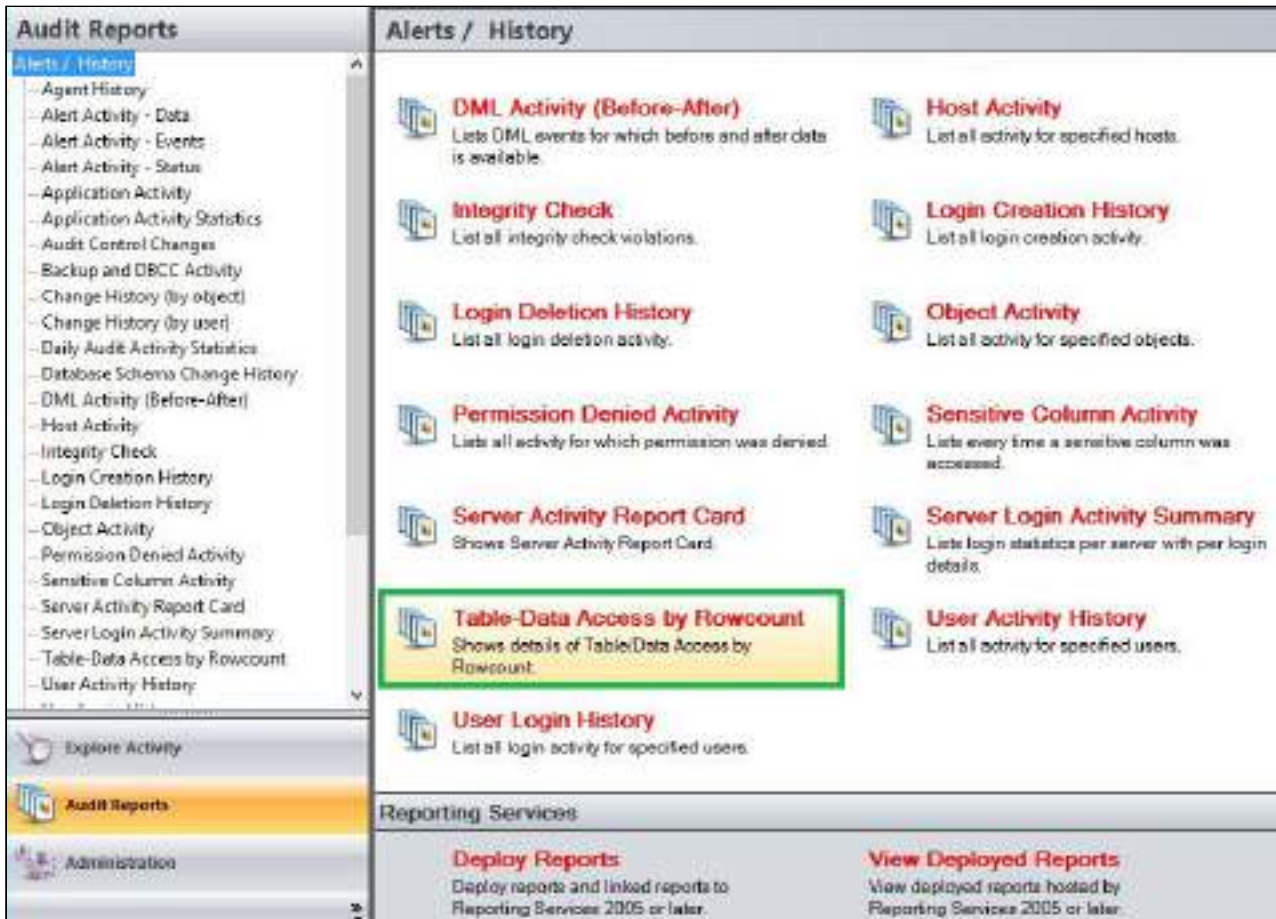 Audit Reports
Alerts / History
Agent History
Alert Activity - Data
Alert Activity - Events
Alert Activity - Status
Application Activity
Application Activity Statistics
Audit Control Changes
Backup and DBCC Activity
Change History (by object)
Change History (by user)
Daily Audit Activity Statistics
Database Schema Change History
DML Activity (Before-After)
Host Activity
Integrity Check
Login Creation History
Login Deletion History
Object Activity
Permission Denied Activity
Sensitive Column Activity
Server Activity Report Card
Server Login Activity Summary
Table-Data Access by Rowcount
User Activity History
Explore Activity
Audit Reports
Administration
Alerts / History
DML Activity (Before-After)
Lists DML events for which before and after data
is available.
Host Activity
List all activity for specified hosts.
Integrity Check
List all integrity check violations.
Login Creation History
List all login creation activity.
Login Deletion History
List all login deletion activity.
Object Activity
List all activity for specified objects.
Permission Denied Activity
Lists all activity for which permission was denied.
Sensitive Column Activity
Lists every time a sensitive column was
accessed.
Server Activity Report Card
Shows Server Activity Report Card.
Server Login Activity Summary
Lists login statistics per server with per login
details.
Table-Data Access by Rowcount
Shows details of Table/Data Access by
Rowcount.
User Activity History
List all activity for specified users.
User Login History
List all login activity for specified users.
Reporting Services
Deploy Reports
Deploy reports and linked reports to
Reporting Services 2005 or later.
View Deployed Reports
View deployed reports hosted by
Reporting Services 2005 or later.